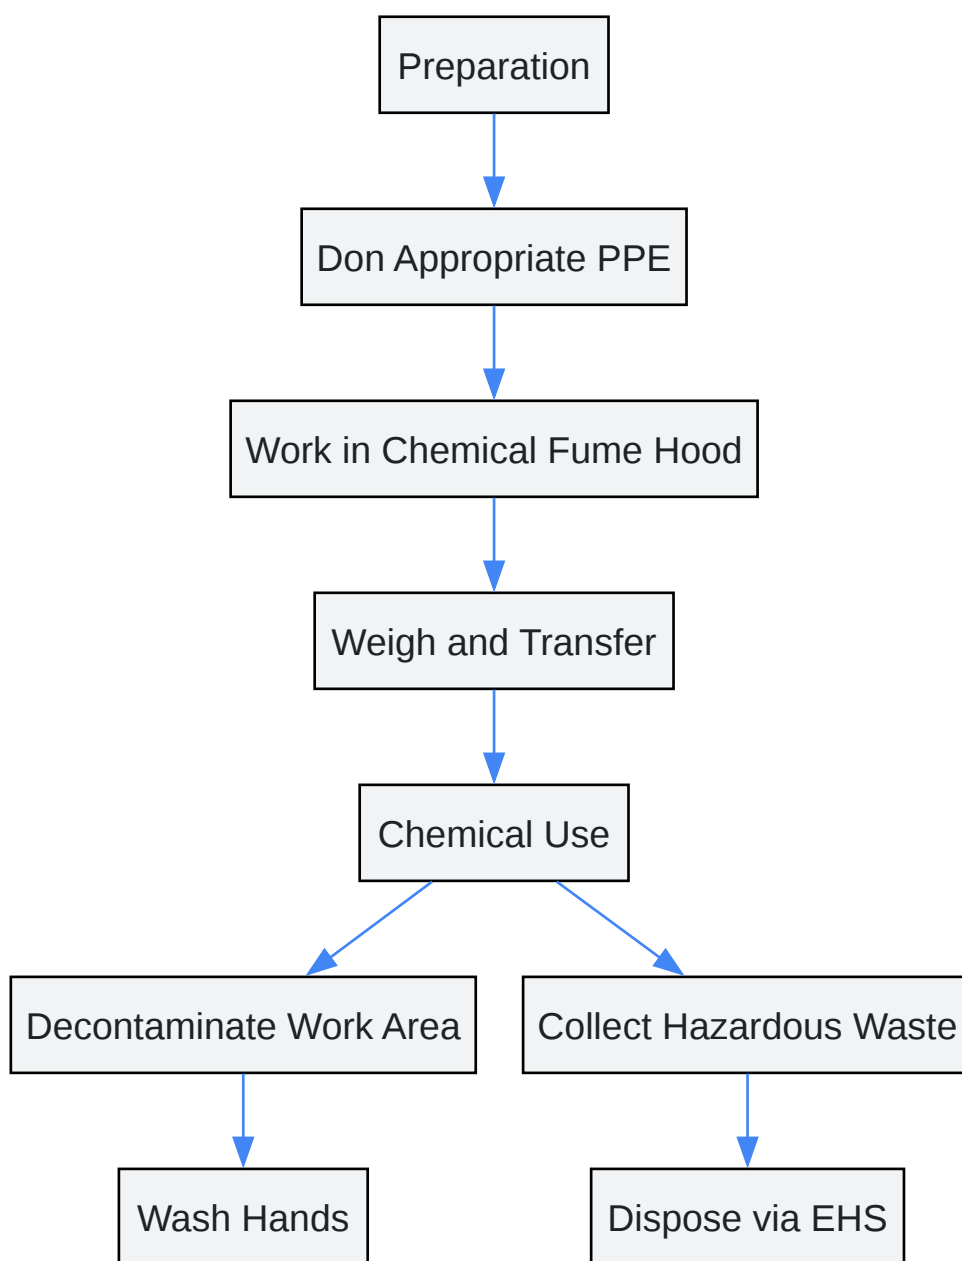 Preparation
Don Appropriate PPE
Work in Chemical Fume Hood
Weigh and Transfer
Chemical Use
Decontaminate Work Area
Collect Hazardous Waste
Wash Hands
Dispose via EHS